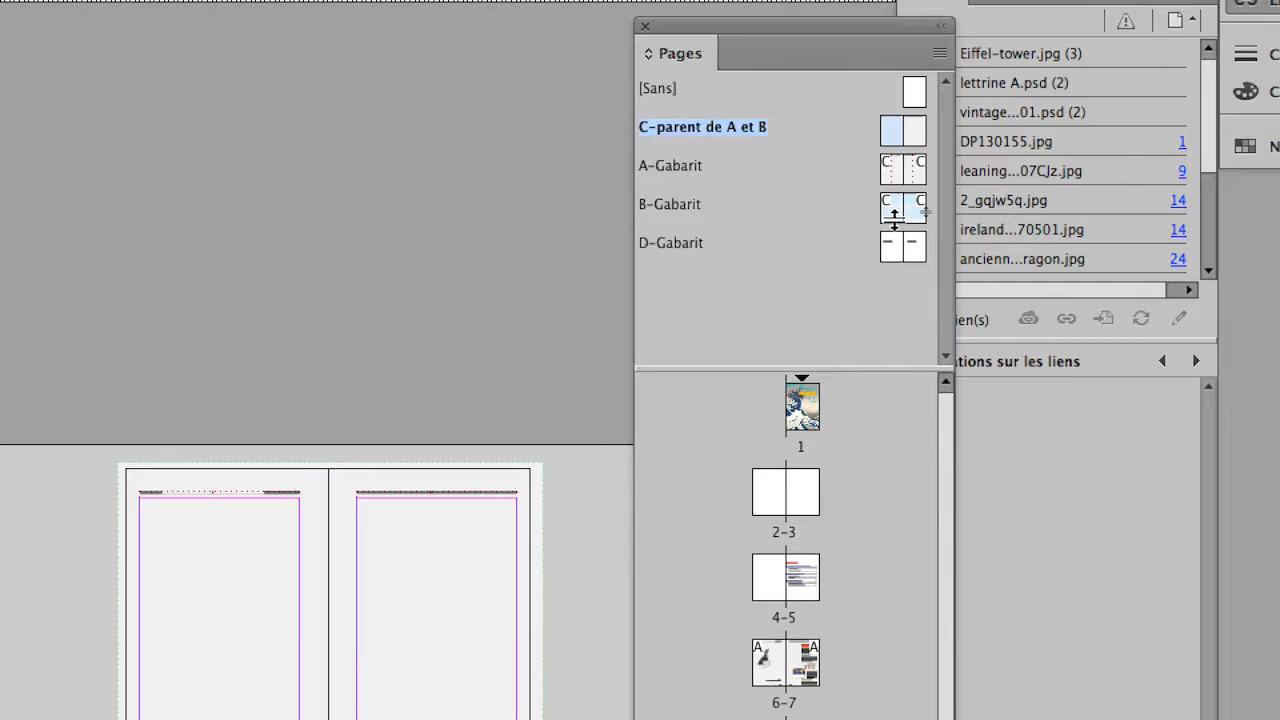 Pages
[Sans]
C-parent de A et B
A-Gabarit
C C
B-Gabarit
C C
D-Gabarit
1
2-3
4-5
A A
6-7
Eiffel-tower.jpg (3)
lettrine A.psd (2)
vintage...01.psd (2)
DP130155.jpg 1
leaning...07CJz.jpg 9
2_gqjw5q.jpg 14
ireland...70501.jpg 14
ancienn...ragon.jpg 24
ien(s)
ations sur les liens
C
C
N